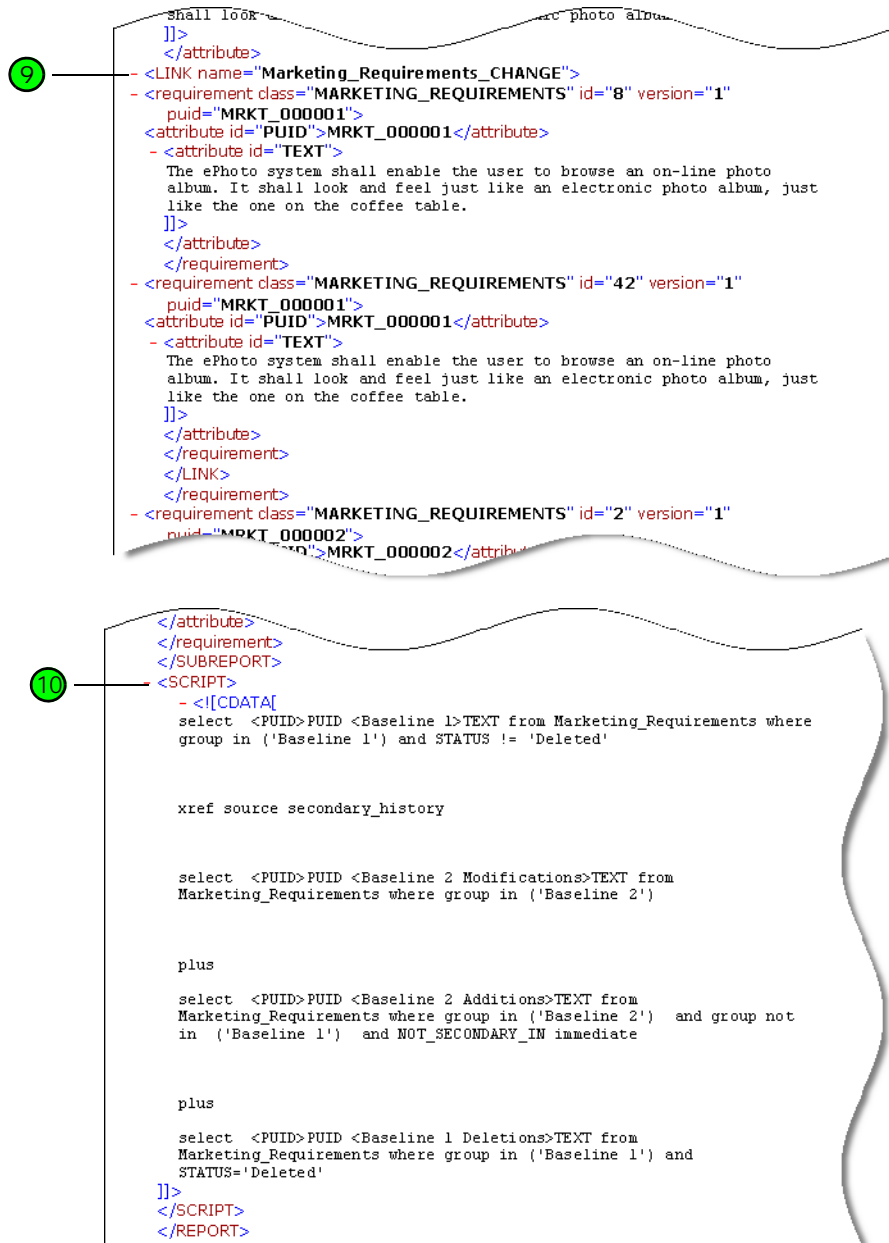 shall look
photo
]]>
</attribute>
9
- <LINK name="Marketing_Requirements_CHANGE">
- <requirement class="MARKETING_REQUIREMENTS" id="8" version="1"
puid="MRKT_000001">
<attribute id="PUID">MRKT_000001</attribute>
- <attribute id="TEXT">
The ePhoto system shall enable the user to browse an on-line photo
album. It shall look and feel just like an electronic photo album, just
like the one on the coffee table.
]]>
</attribute>
</requirement>
- <requirement class="MARKETING_REQUIREMENTS" id="42" version="1"
puid="MRKT_000001">
<attribute id="PUID">MRKT_000001</attribute>
- <attribute id="TEXT">
The ePhoto system shall enable the user to browse an on-line photo
album. It shall look and feel just like an electronic photo album, just
like the one on the coffee table.
]]>
</attribute>
</requirement>
</LINK>
</requirement>
- <requirement class="MARKETING_REQUIREMENTS" id="2" version="1"
puid="MRKT_000002">
">MRKT_000002</attribu
</attribute>
</requirement>
</SUBREPORT>
10
- <SCRIPT>
- <![CDATA[
select <PUID>PUID <Baseline 1>TEXT from Marketing_Requirements where
group in ('Baseline 1') and STATUS != 'Deleted'
xref source secondary_history
select <PUID>PUID <Baseline 2 Modifications>TEXT from
Marketing_Requirements where group in ('Baseline 2')
plus
select <PUID>PUID <Baseline 2 Additions>TEXT from
Marketing_Requirements where group in ('Baseline 2') and group not
in ('Baseline 1') and NOT_SECONDARY_IN immediate
plus
select <PUID>PUID <Baseline 1 Deletions>TEXT from
Marketing_Requirements where group in ('Baseline 1') and
STATUS='Deleted'
]]>
</SCRIPT>
</REPORT>